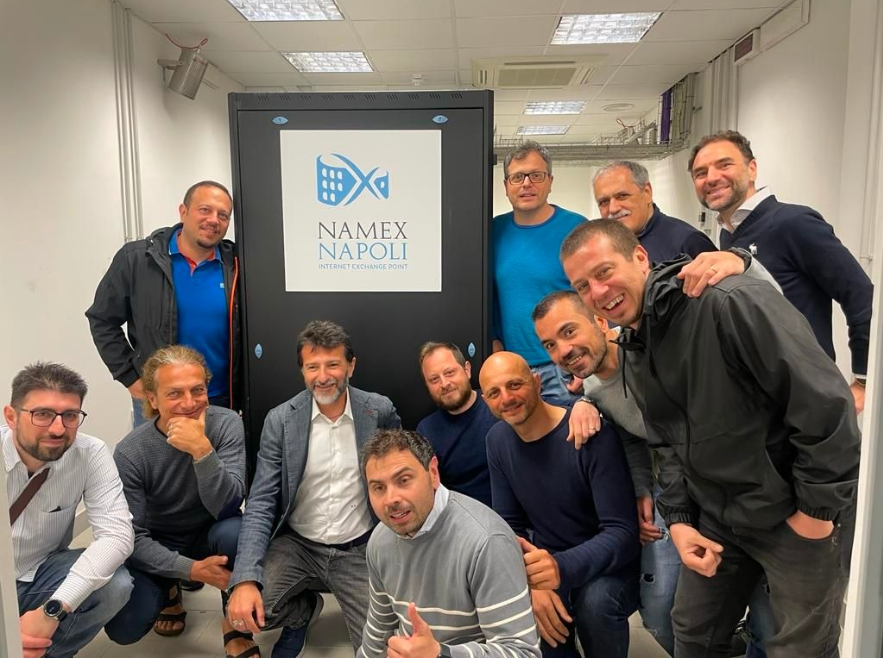 NAMEX
NAPOLI
INTERNET EXCHANGE POINT